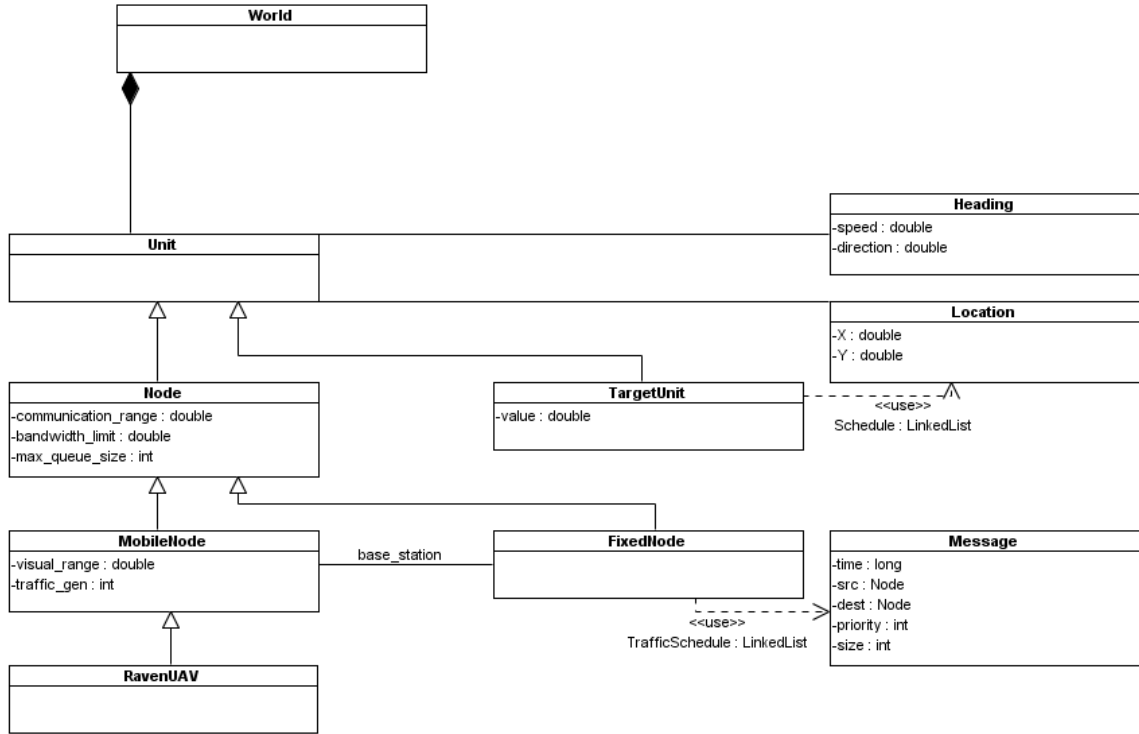 World
Unit
Heading
-speed : double
-direction : double
Location
-X : double
-Y : double
Node
-communication_range : double
-bandwidth_limit : double
-max_queue_size : int
TargetUnit
-value : double
<<use>>
Schedule : LinkedList
MobileNode
-visual_range : double
-traffic_gen : int
base_station
FixedNode
<<use>>
TrafficSchedule : LinkedList
Message
-time : long
-src : Node
-dest : Node
-priority : int
-size : int
RavenUAV